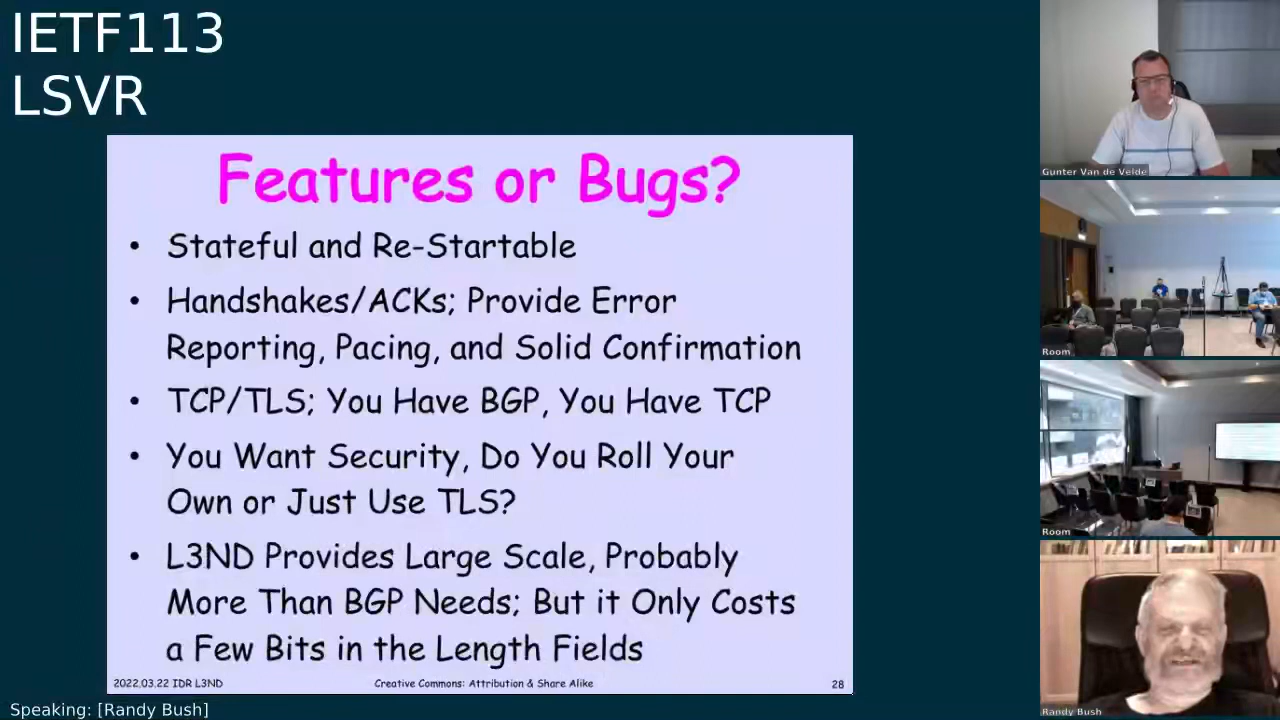 IETF113
LSVR
Features or Bugs?
• Stateful and Re-Startable
• Handshakes/ACKs; Provide Error
Reporting, Pacing, and Solid Confirmation
• TCP/TLS; You Have BGP, You Have TCP
• You Want Security, Do You Roll Your
Own or Just Use TLS?
• L3ND Provides Large Scale, Probably
More Than BGP Needs; But it Only Costs
a Few Bits in the Length Fields
2022.03.22 IDR L3ND
Creative Commons: Attribution & Share Alike
28
Speaking: [Randy Bush]
Gunter Van de Velde
Room
Room
Randy Bush